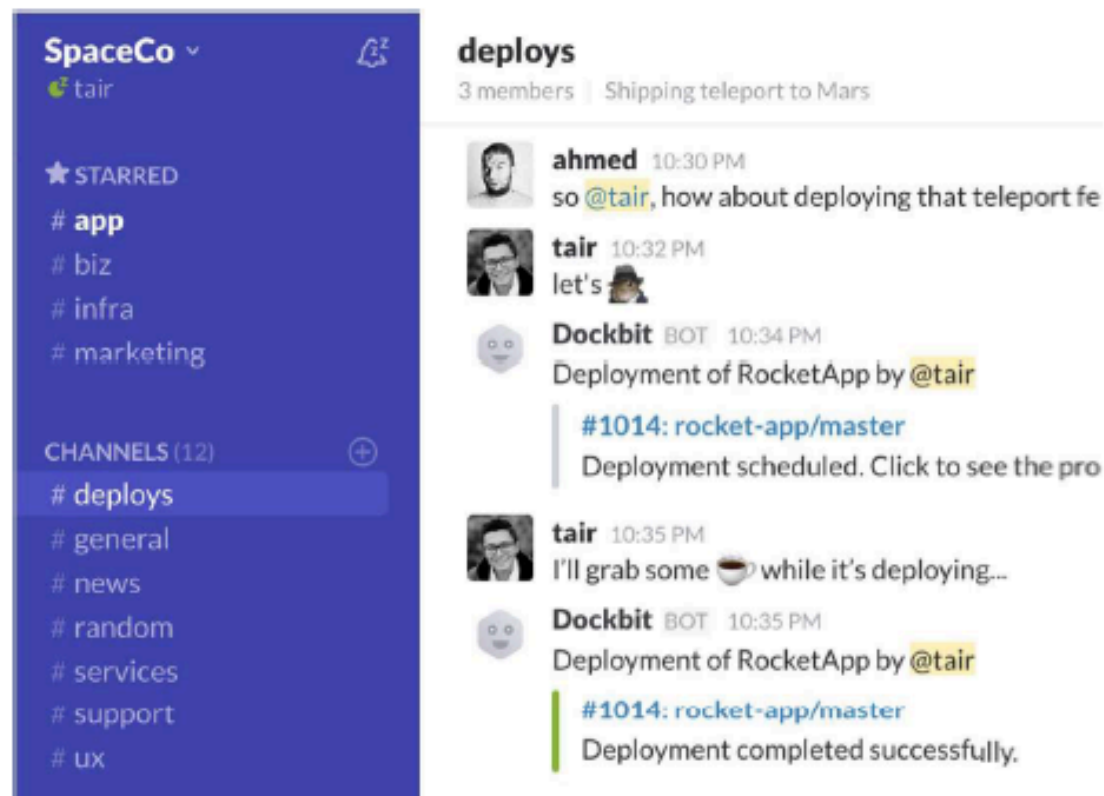 SpaceCo
tair
STARRED
# app
# biz
# infra
# marketing
CHANNELS (12)
# deploys
# general
# news
# random
# services
# support
# ux
deploys
3 members | Shipping teleport to Mars
ahmed 10:30 PM
so @tair, how about deploying that teleport fe
tair 10:32 PM
let's
Dockbit BOT 10:34 PM
Deployment of RocketApp by @tair
#1014: rocket-app/master
Deployment scheduled. Click to see the pro
tair 10:35 PM
I'll grab some ☕ while it's deploying...
Dockbit BOT 10:35 PM
Deployment of RocketApp by @tair
#1014: rocket-app/master
Deployment completed successfully.